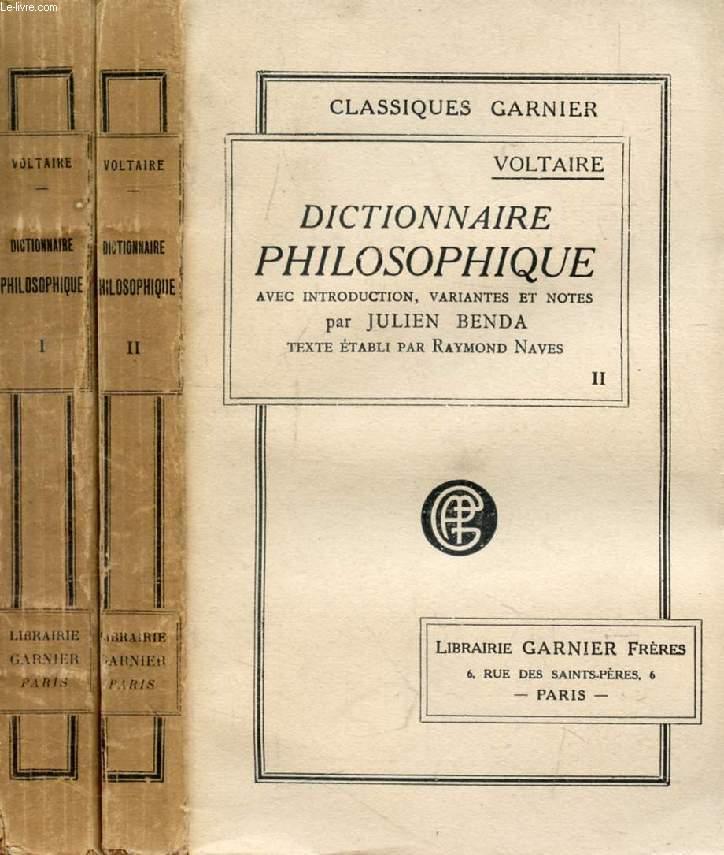 Le-livre.com
VOLTAIRE
DICTIONNAIRE
PHILOSOPHIQUE
I
LIBRAIRIE
GARNIER
PARIS
VOLTAIRE
DICTIONNAIRE
PHILOSOPHIQUE
II
LIBRAIRIE
GARNIER
PARIS
CLASSIQUES GARNIER
VOLTAIRE
DICTIONNAIRE
PHILOSOPHIQUE
AVEC INTRODUCTION, VARIANTES ET NOTES
par JULIEN BENDA
TEXTE ÉTABLI PAR RAYMOND NAVES
II
LIBRAIRIE GARNIER FRÈRES
6, RUE DES SAINTS-PÈRES, 6
— PARIS —